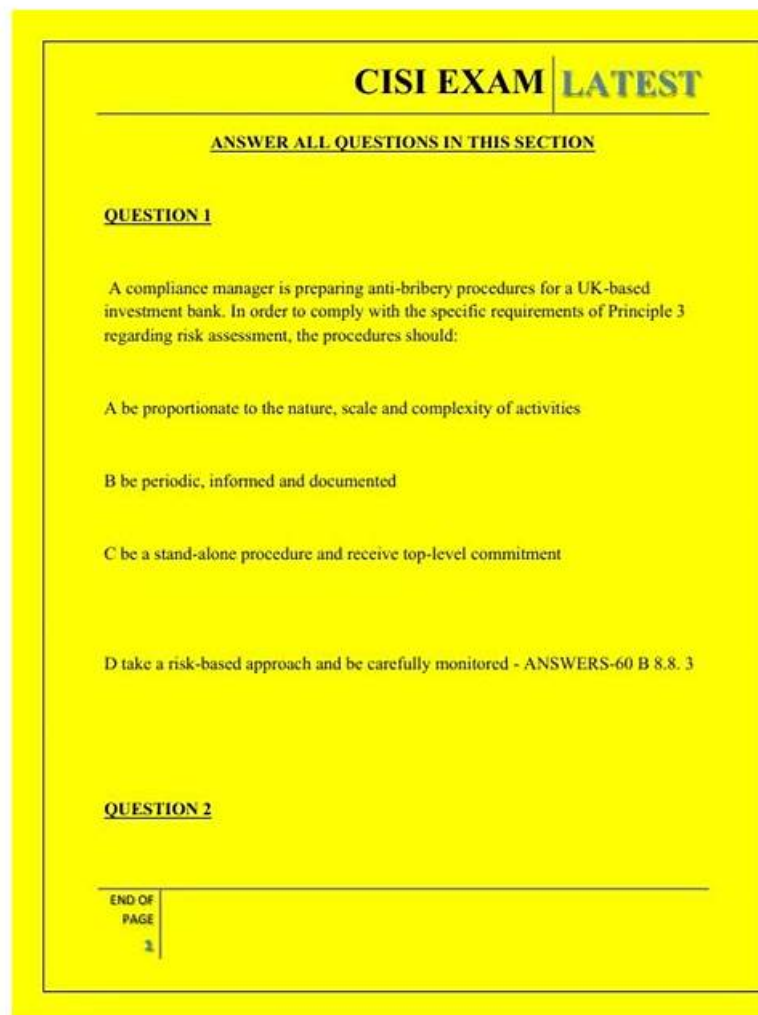 CISI EXAM LATEST
ANSWER ALL QUESTIONS IN THIS SECTION
QUESTION 1
A compliance manager is preparing anti-bribery procedures for a UK-based
investment bank. In order to comply with the specific requirements of Principle 3
regarding risk assessment, the procedures should:
A be proportionate to the nature, scale and complexity of activities
B be periodic, informed and documented
C be a stand-alone procedure and receive top-level commitment
D take a risk-based approach and be carefully monitored - ANSWERS-60 B 8.8. 3
QUESTION 2
END OF
PAGE
1